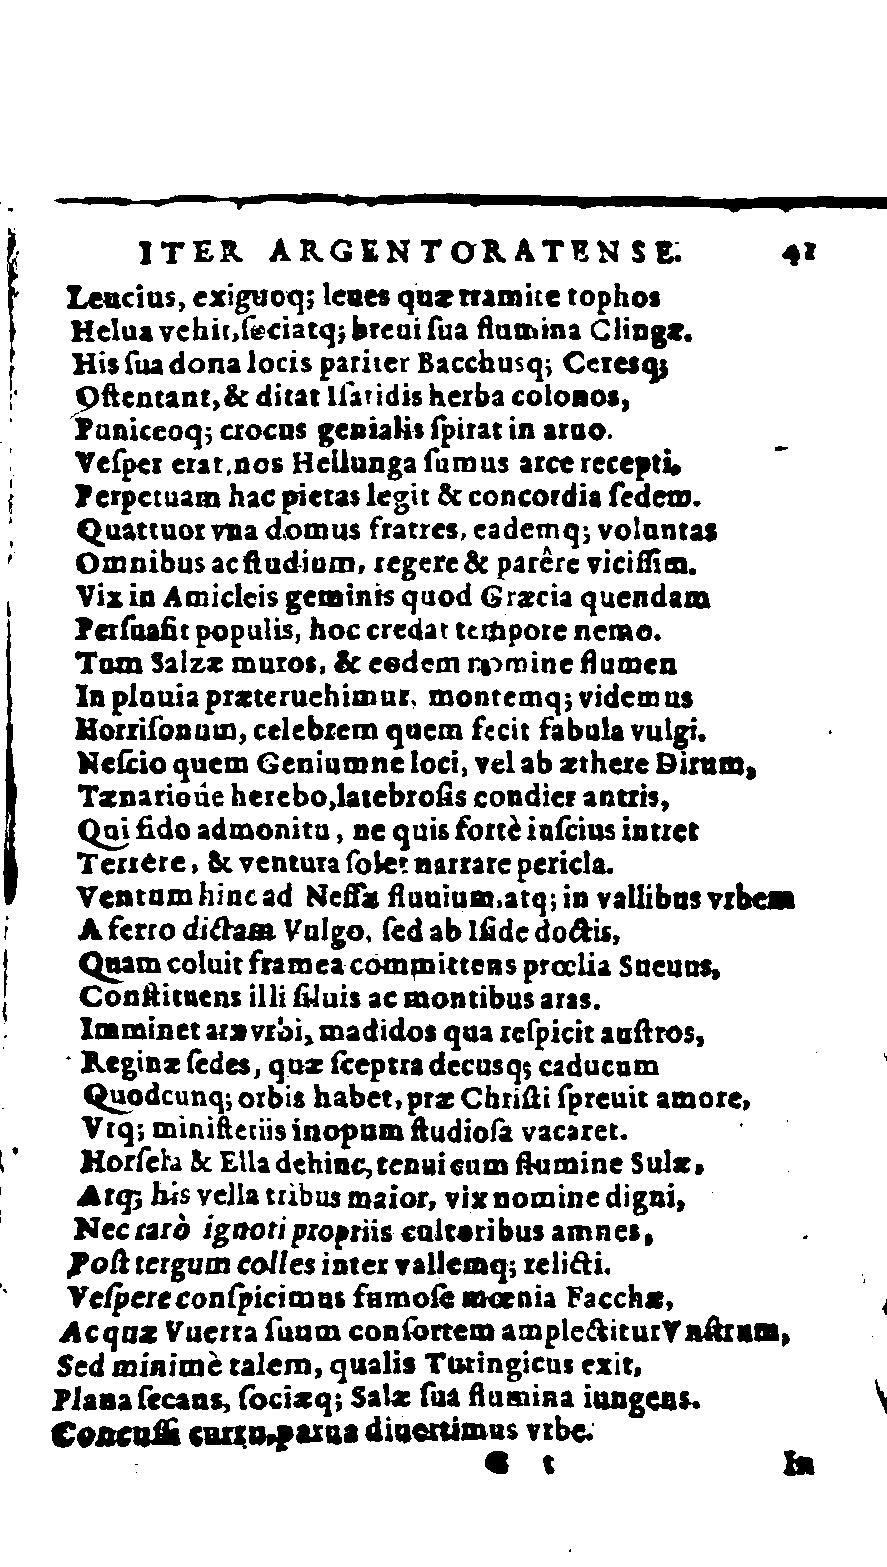 ITER ARGENTORATENSE. 41
Leucius, exiguoq; leues quæ tramite tophos
Helua vehit, ſociatq; breui ſua flumina Clingæ.
His ſua dona locis pariter Bacchusq; Cereſq;
Oſtentant, & ditat Iſatidis herba colonos,
Puniceoq; crocus genialis ſpirat in aruo.
Veſper erat, nos Hellunga ſumus arce recepti.
Perpetuam hac pietas legit & concordia ſedem.
Quattuor vna domus fratres, eademq; voluntas
Omnibus ac ſtudium, regere & parêre viciſſim.
Vix in Amicleis geminis quod Græcia quendam
Perſuaſit populis, hoc credat tempore nemo.
Tum Salzæ muros, & eodem nomine flumen
In pluuia præteruehimur, montemq; videmus
Horriſonum, celebrem quem fecit fabula vulgi.
Neſcio quem Geniumne loci, vel ab æthere Dirum,
Tænarioûe herebo, latebroſis condier antris,
Qui fido admonitu, ne quis fortè inſcius intret
Terrere, & ventura ſolet narrare pericla.
Ventum hinc ad Neſſæ fluuium, atq; in vallibus vrbem
A ferro dictam Vulgo, ſed ab Iſide doctis,
Quam coluit framea committens prœlia Sueuus,
Conſtituens illi ſiluis ac montibus aras.
Imminet arx vrbi, madidos qua reſpicit auſtros,
Reginæ ſedes, quæ ſceptra decusq; caducum
Quodcunq; orbis habet, præ Chriſti ſpreuit amore,
Vtq; miniſteriis inopum ſtudioſa vacaret.
Horſela & Ella dehinc, tenui cum flumine Sulæ,
Atq; his vella tribus maior, vix nomine digni,
Nec rarò ignoti propriis cultoribus amnes,
Poſt tergum colles inter vallemq; relicti.
Veſpere conſpicimus famoſe mœnia Facchæ,
Ac quæ Vuerra ſuum conſortem amplectitur Vnſtrum,
Sed minimè talem, qualis Turingicus exit,
Plana ſecans, ſociæq; Salæ ſua flumina iungens.
Concuſſi curru, parua diuertimus vrbe.
In